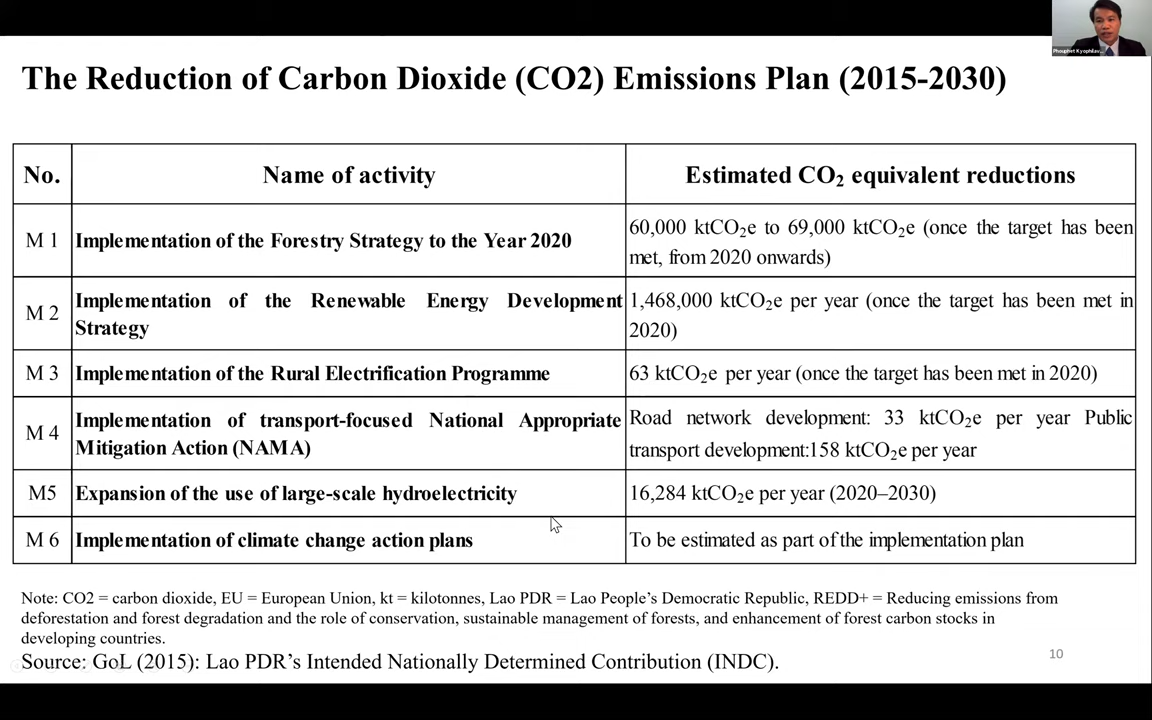 Phouphet Kyophilav...
The Reduction of Carbon Dioxide (CO2) Emissions Plan (2015-2030)
No. Name of activity Estimated CO₂ equivalent reductions
M 1 Implementation of the Forestry Strategy to the Year 2020
60,000 ktCO₂e to 69,000 ktCO₂e (once the target has been
met, from 2020 onwards)
M 2
Implementation of the Renewable Energy Development
Strategy
1,468,000 ktCO₂e per year (once the target has been met in
2020)
M 3 Implementation of the Rural Electrification Programme 63 ktCO₂e per year (once the target has been met in 2020)
M 4
Implementation of transport-focused National Appropriate
Mitigation Action (NAMA)
Road network development: 33 ktCO₂e per year Public
transport development:158 ktCO₂e per year
M5 Expansion of the use of large-scale hydroelectricity 16,284 ktCO₂e per year (2020–2030)
M 6 Implementation of climate change action plans To be estimated as part of the implementation plan
Note: CO2 = carbon dioxide, EU = European Union, kt = kilotonnes, Lao PDR = Lao People’s Democratic Republic, REDD+ = Reducing emissions from
deforestation and forest degradation and the role of conservation, sustainable management of forests, and enhancement of forest carbon stocks in
developing countries.
Source: GoL (2015): Lao PDR’s Intended Nationally Determined Contribution (INDC).
10